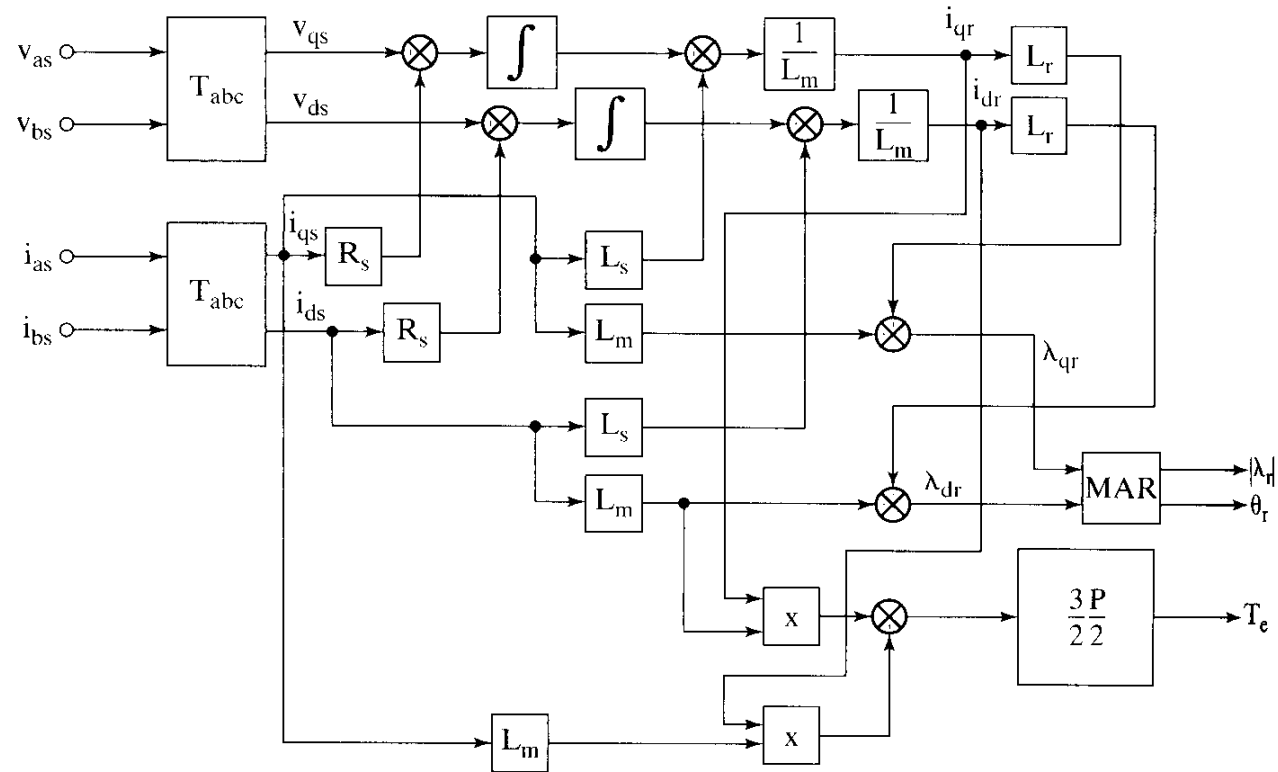 v_as
v_bs
T_abc
v_qs
v_ds
∫
∫
1/L_m
1/L_m
i_qr
i_dr
L_r
L_r
i_as
i_bs
T_abc
i_qs
i_ds
R_s
R_s
L_s
L_m
L_s
L_m
λ_qr
λ_dr
MAR
|λ_r|
θ_r
x
3 P
2 2
T_e
L_m
x